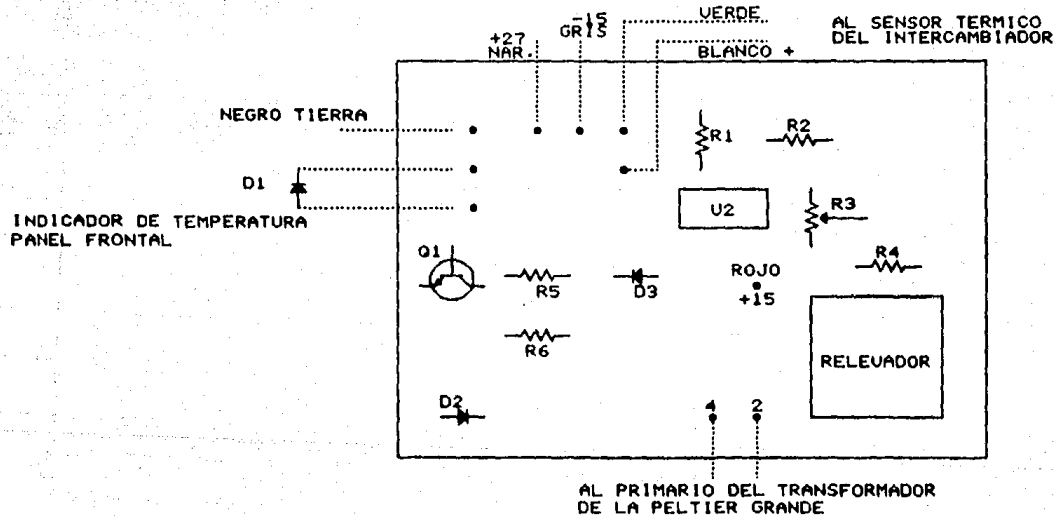 -15
GRIS
VERDE
AL SENSOR TERMICO
DEL INTERCAMBIADOR
+27
NAR.
BLANCO +
NEGRO TIERRA
R1
R2
D1
U2
R3
INDICADOR DE TEMPERATURA
PANEL FRONTAL
Q1
R4
R5
D3
ROJO
+15
R6
RELEVADOR
D2
4
2
AL PRIMARIO DEL TRANSFORMADOR
DE LA PELTIER GRANDE